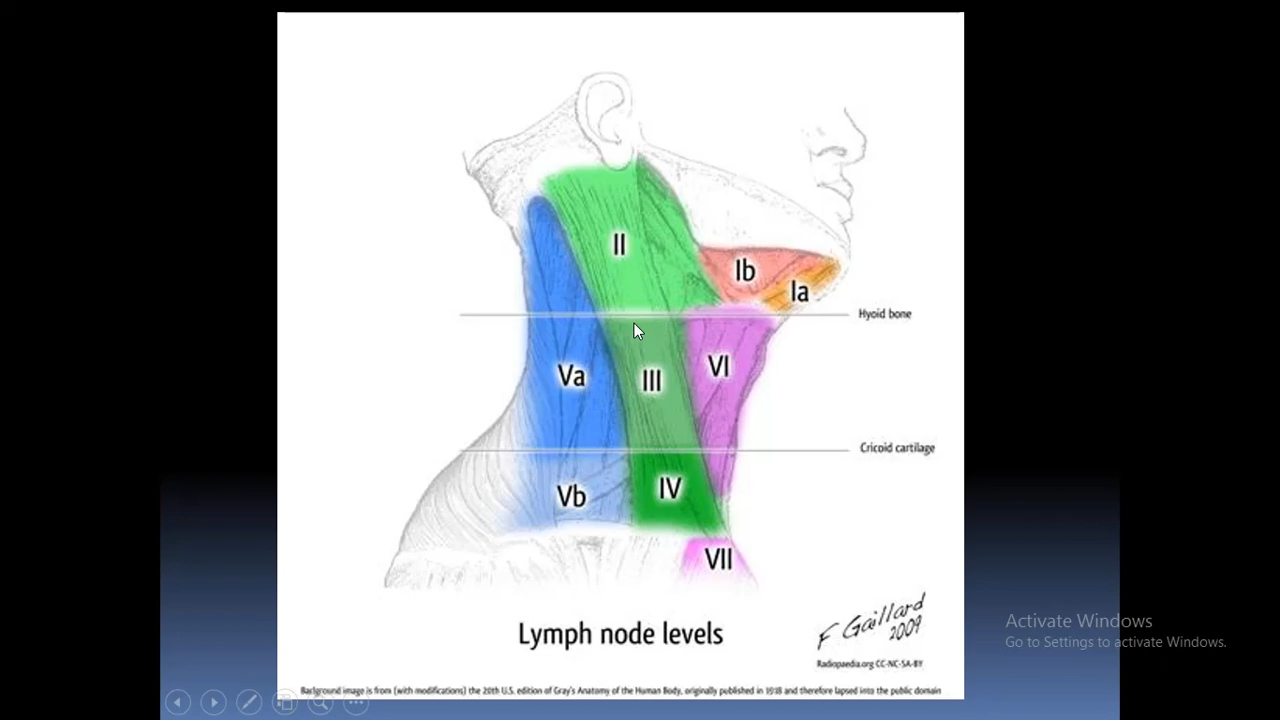 II
Ib
Ia
Hyoid bone
Va
III
VI
Cricoid cartilage
Vb
IV
VII
Lymph node levels
F Gaillard
2009
Radiopaedia.org CC-NC-SA-BY
Background image is from (with modifications) the 20th U.S. edition of Gray's Anatomy of the Human Body, originally published in 1918 and therefore lapsed into the public domain
Activate Windows
Go to Settings to activate Windows.